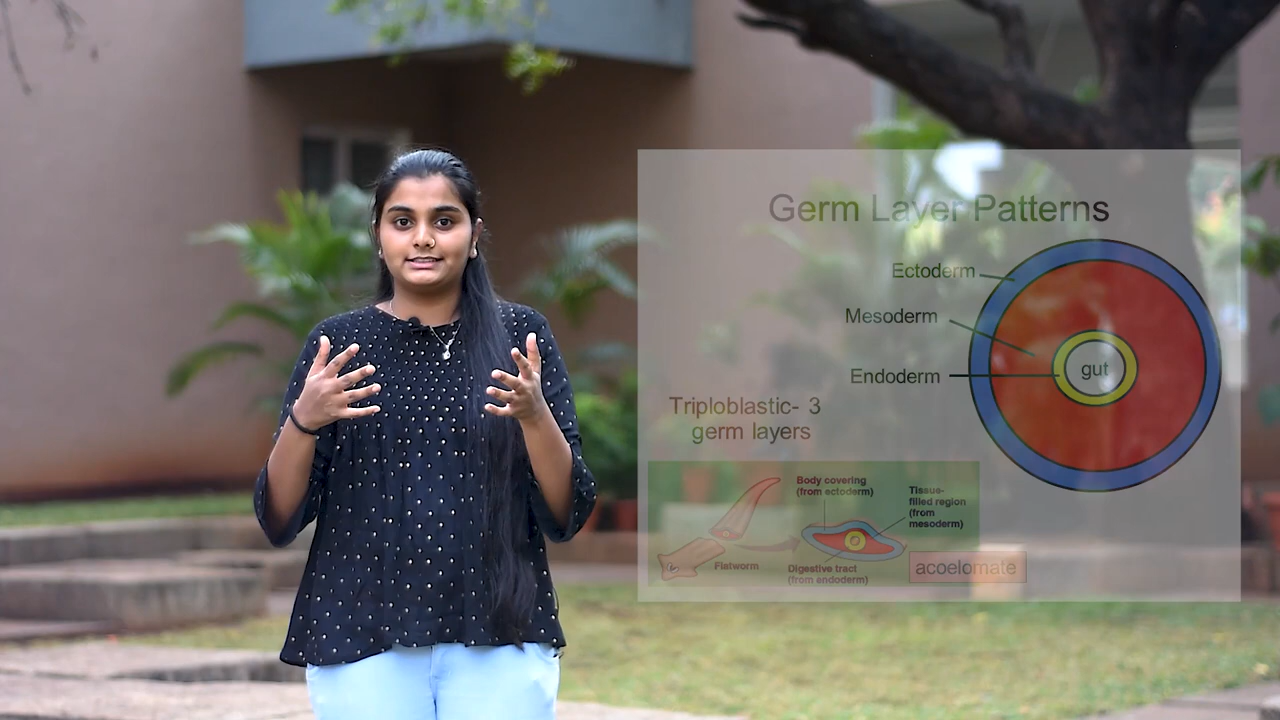 Germ Layer Patterns
Ectoderm
Mesoderm
Endoderm
gut
Triploblastic- 3
germ layers
Body covering
(from ectoderm)
Tissue-
filled region
(from
mesoderm)
Flatworm
Digestive tract
(from endoderm)
acoelomate